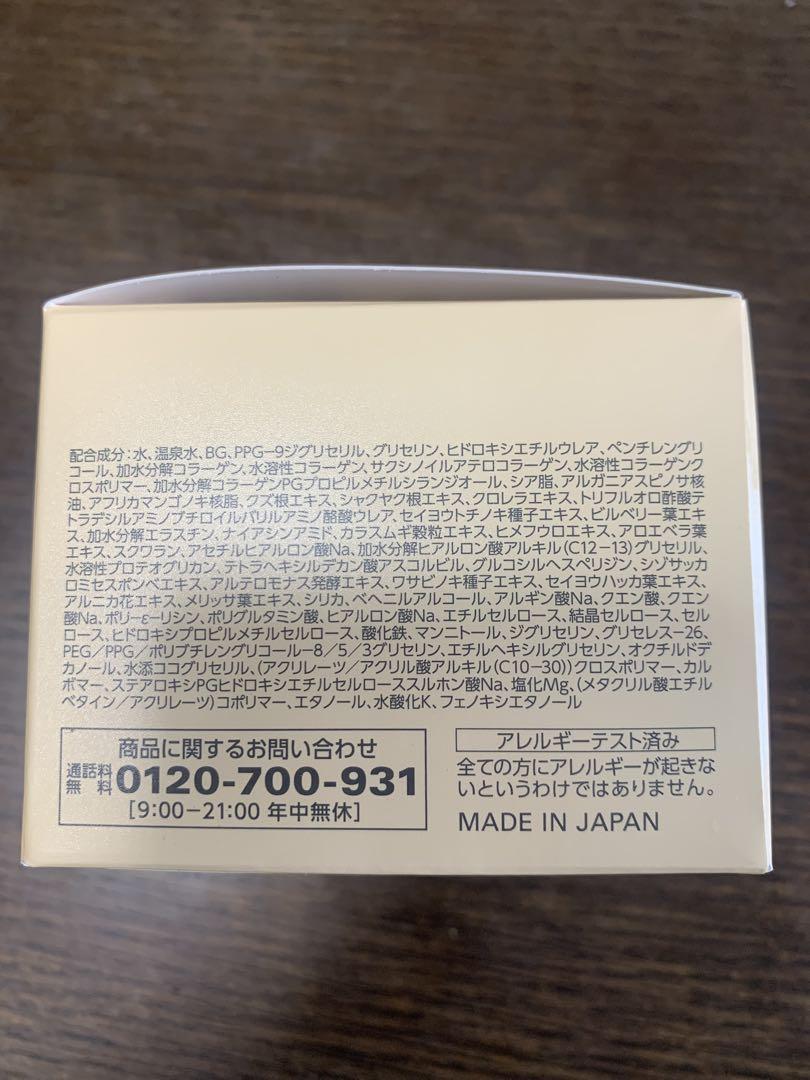 配合成分:水、温泉水、BG、PPG−9ジグリセリル、グリセリン、ヒドロキシエチルウレア、ペンチレングリ
コール、加水分解コラーゲン、水溶性コラーゲン、サクシノイルアテロコラーゲン、水溶性コラーゲンク
ロスポリマー、加水分解コラーゲンPGプロピルメチルシランジオール、シア脂、アルガニアスピノサ核
油、アフリカマンゴノキ核脂、クズ根エキス、シャクヤク根エキス、クロレラエキス、トリフルオロ酢酸テ
トラデシルアミノブチロイルバリルアミノ酪酸ウレア、セイヨウトチノキ種子エキス、ビルベリー葉エキ
ス、加水分解エラスチン、ナイアシンアミド、カラスムギ穀粒エキス、ヒメフウロエキス、アロエベラ葉
エキス、スクワラン、アセチルヒアルロン酸Na、加水分解ヒアルロン酸アルキル(C12−13)グリセリル、
水溶性プロテオグリカン、テトラヘキシルデカン酸アスコルビル、グルコシルヘスペリジン、シゾサッカ
ロミセスポンベエキス、アルテロモナス発酵エキス、ワサビノキ種子エキス、セイヨウハッカ葉エキス、
アルニカ花エキス、メリッサ葉エキス、シリカ、ベヘニルアルコール、アルギン酸Na、クエン酸、クエン
酸Na、ポリ−ε−リシン、ポリグルタミン酸、ヒアルロン酸Na、エチルセルロース、結晶セルロース、セル
ロース、ヒドロキシプロピルメチルセルロース、酸化鉄、マンニトール、ジグリセリン、グリセレス−26、
PEG/PPG/ポリブチレングリコール−8/5/3グリセリン、エチルヘキシルグリセリン、オクチルドデ
カノール、水添ココグリセリル、(アクリレーツ/アクリル酸アルキル(C10−30))クロスポリマー、カル
ボマー、ステアロキシPGヒドロキシエチルセルローススルホン酸Na、塩化Mg、(メタクリル酸エチル
ベタイン/アクリレーツ)コポリマー、エタノール、水酸化K、フェノキシエタノール
商品に関するお問い合わせ
通話料
無 料 0120-700-931
[9:00−21:00 年中無休]
アレルギーテスト済み
全ての方にアレルギーが起きな
いというわけではありません。
MADE IN JAPAN